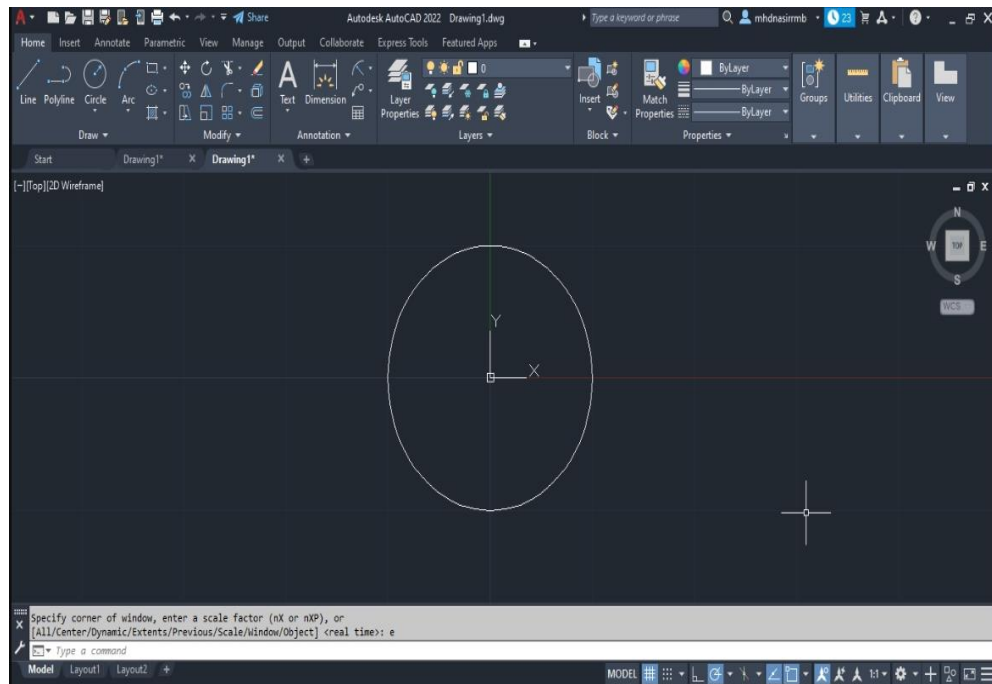 A Share Autodesk AutoCAD 2022 Drawing1.dwg Type a keyword or phrase mhdnasirrmb 23
Home Insert Annotate Parametric View Manage Output Collaborate Express Tools Featured Apps
0
ByLayer
ByLayer
ByLayer
Line Polyline Circle Arc
A
Text Dimension
Layer
Properties
Insert
Match
Properties
Groups Utilities Clipboard View
Draw Modify Annotation Layers Block Properties
Start Drawing1* X Drawing1* X +
[-][Top][2D Wireframe]
N
W TOP E
S
WCS
Y
X
Specify corner of window, enter a scale factor (nX or nXP), or
[All/Center/Dynamic/Extents/Previous/Scale/Window/Object] <real time>: e
Type a command
Model Layout1 Layout2 + MODEL 1:1